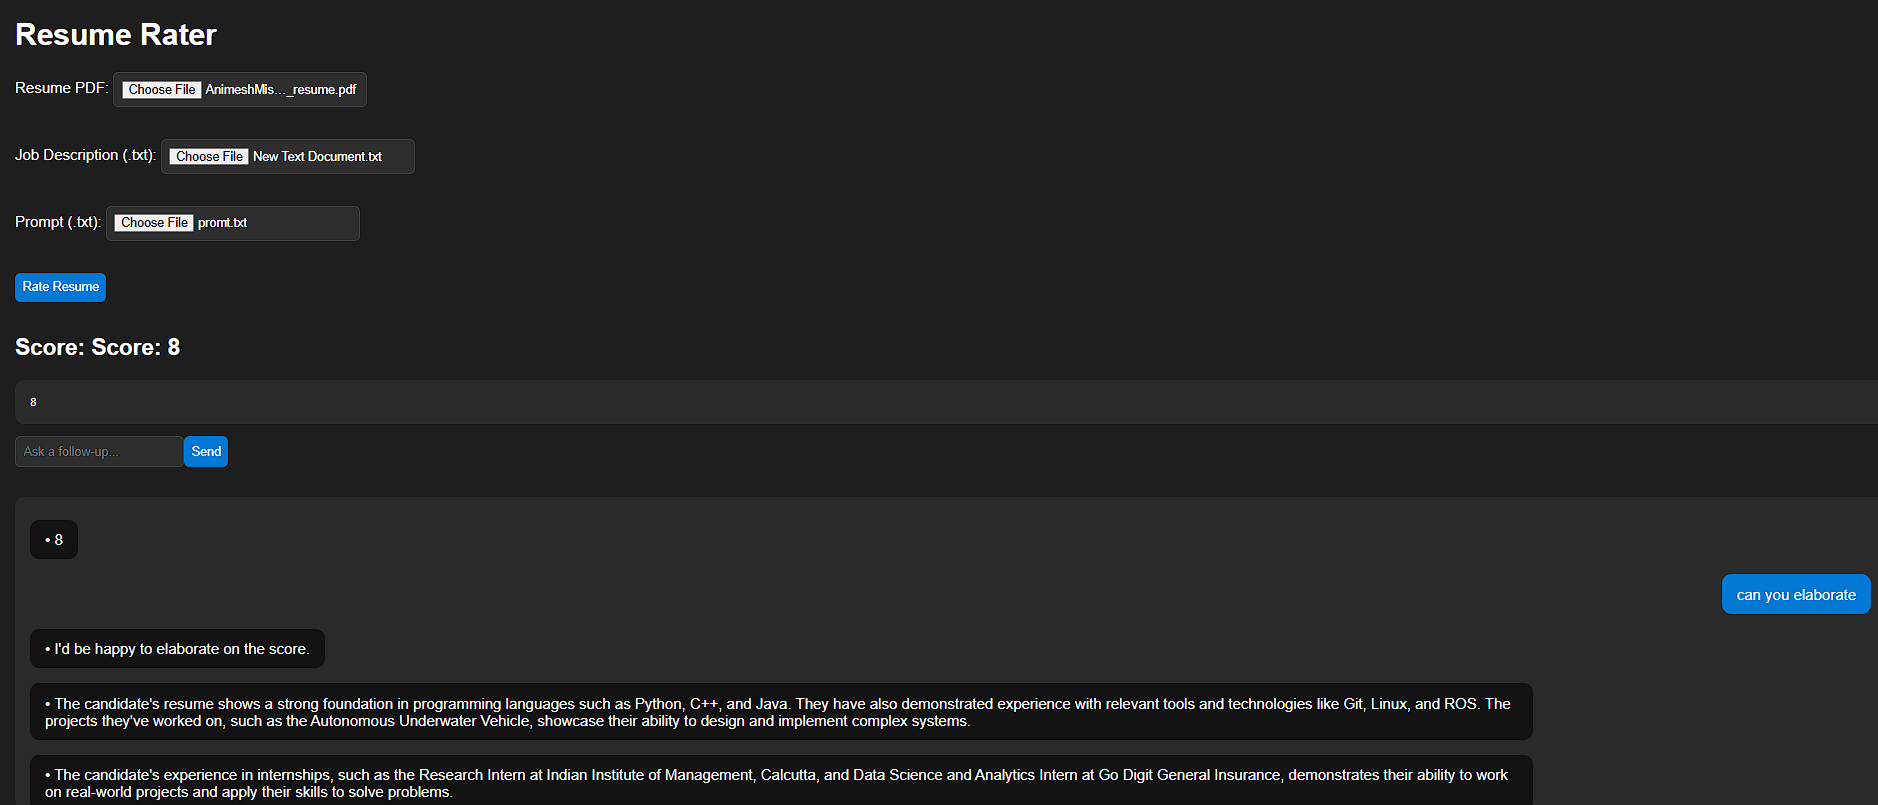 Resume Rater
Resume PDF: Choose File AnimeshMis..._resume.pdf
Job Description (.txt): Choose File New Text Document.txt
Prompt (.txt): Choose File promt.txt
Rate Resume
Score: Score: 8
8
Ask a follow-up... Send
• 8
can you elaborate
• I'd be happy to elaborate on the score.
• The candidate's resume shows a strong foundation in programming languages such as Python, C++, and Java. They have also demonstrated experience with relevant tools and technologies like Git, Linux, and ROS. The
projects they've worked on, such as the Autonomous Underwater Vehicle, showcase their ability to design and implement complex systems.
• The candidate's experience in internships, such as the Research Intern at Indian Institute of Management, Calcutta, and Data Science and Analytics Intern at Go Digit General Insurance, demonstrates their ability to work
on real-world projects and apply their skills to solve problems.